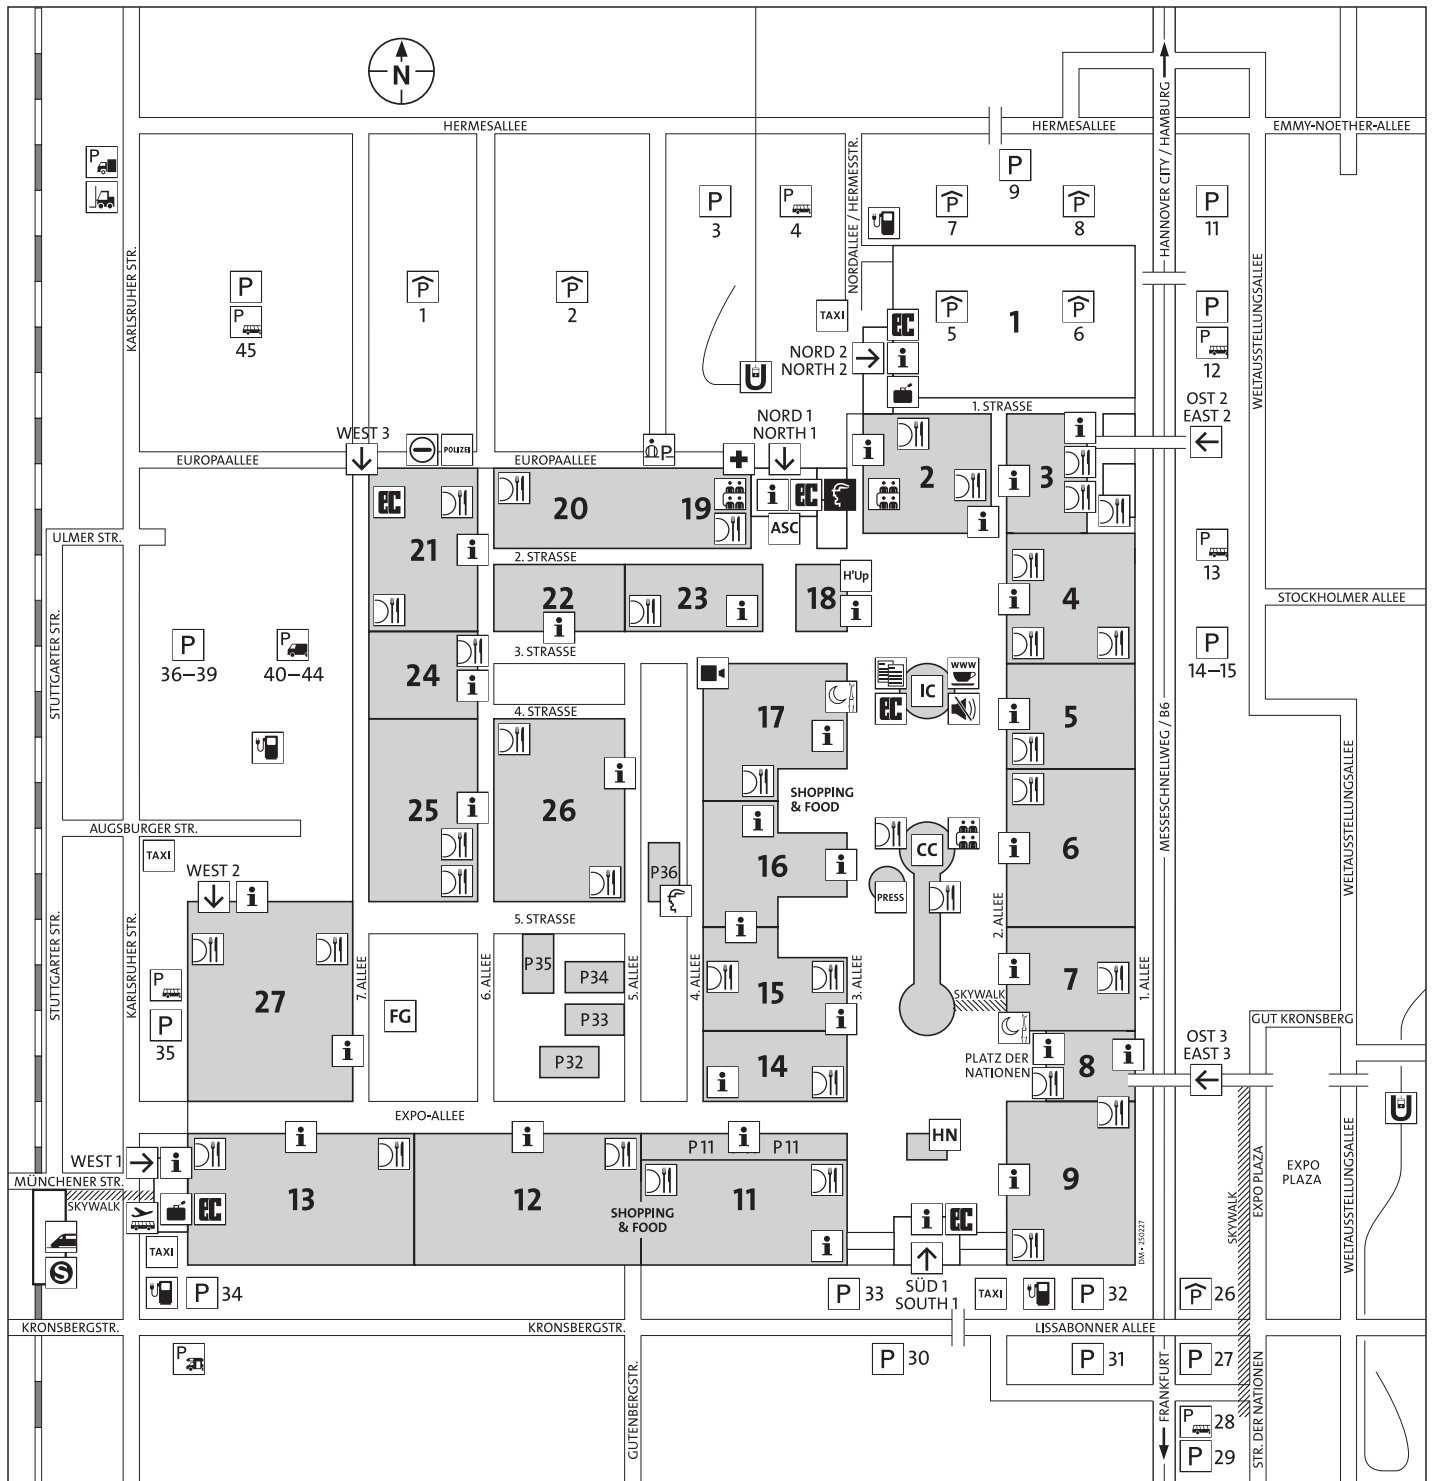 N
HERMESALLEE
HERMESALLEE
EMMY-NOETHER-ALLEE
HANNOVER CITY / HAMBURG
NORDALLEE / HERMESSTR.
KARLSRUHER STR.
WELTAUSSTELLUNGSALLEE
P
P
9
P
3
P
4
P
7
P
8
P
11
P
P
45
P
1
P
2
TAXI
EC
P
5
P
6
1
P
P
12
NORD 2
NORTH 2
i
U
1. STRASSE
OST 2
EAST 2
WEST 3
POLIZEI
P
NORD 1
NORTH 1
EUROPAALLEE
EUROPAALLEE
EC
20
19
i
EC
ASC
i
2
i
i
i
3
ULMER STR.
21
i
2. STRASSE
P
13
22
i
23
i
18
H'Up
i
i
4
STOCKHOLMER ALLEE
STUTTGARTER STR.
P
36–39
P
40–44
3. STRASSE
24
i
P
14–15
4. STRASSE
17
i
IC
WWW
EC
i
5
MESSESCHNELLWEG / B6
WELTAUSSTELLUNGSALLEE
25
i
26
i
SHOPPING
& FOOD
AUGSBURGER STR.
TAXI
i
16
i
CC
PRESS
i
6
P36
WEST 2
i
5. STRASSE
i
2. ALLEE
STUTTGARTER STR.
KARLSRUHER STR.
P
P
35
27
i
7. ALLEE
FG
6. ALLEE
P35
P34
P33
P32
5. ALLEE
4. ALLEE
15
3. ALLEE
i
SKYWALK
i
7
1. ALLEE
GUT KRONSBERG
OST 3
EAST 3
PLATZ DER
NATIONEN
i
8
i
i
14
EXPO-ALLEE
U
WEST 1
i
i
i
P 11
i
P 11
HN
MÜNCHENER STR.
SKYWALK
EC
13
12
SHOPPING
& FOOD
11
i
i
9
i
EC
DM • 250227
SKYWALK
EXPO PLAZA
EXPO
PLAZA
WELTAUSSTELLUNGSALLEE
S
TAXI
P 34
P 33
SÜD 1
SOUTH 1
TAXI
P 32
P 26
KRONSBERGSTR.
KRONSBERGSTR.
LISSABONNER ALLEE
P
P 30
P 31
P 27
P 28
P 29
GUTENBERGSTR.
FRANKFURT
STR. DER NATIONEN